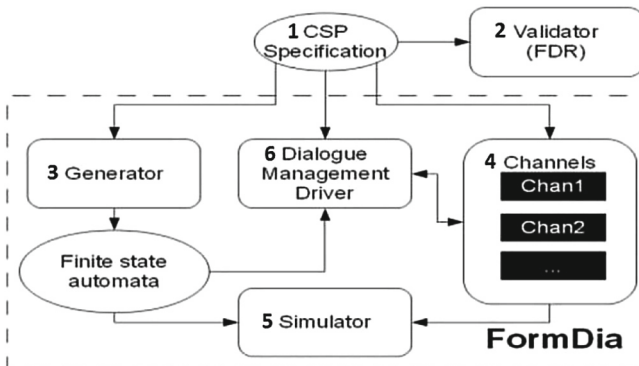 1 CSP
Specification
2 Validator
(FDR)
3 Generator
6 Dialogue
Management
Driver
4 Channels
Chan1
Chan2
...
Finite state
automata
5 Simulator
FormDia